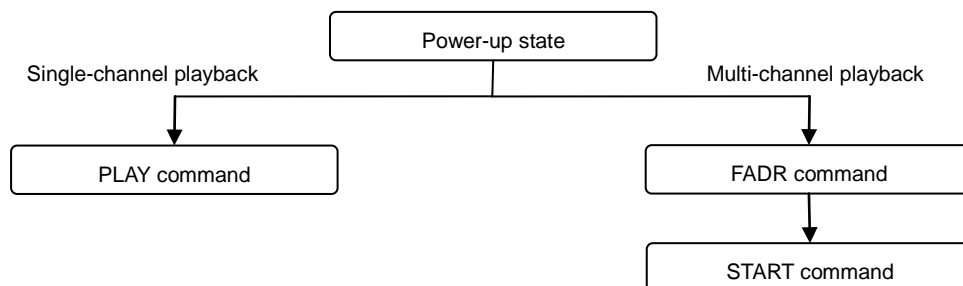 Power-up state
Single-channel playback
Multi-channel playback
PLAY command
FADR command
START command